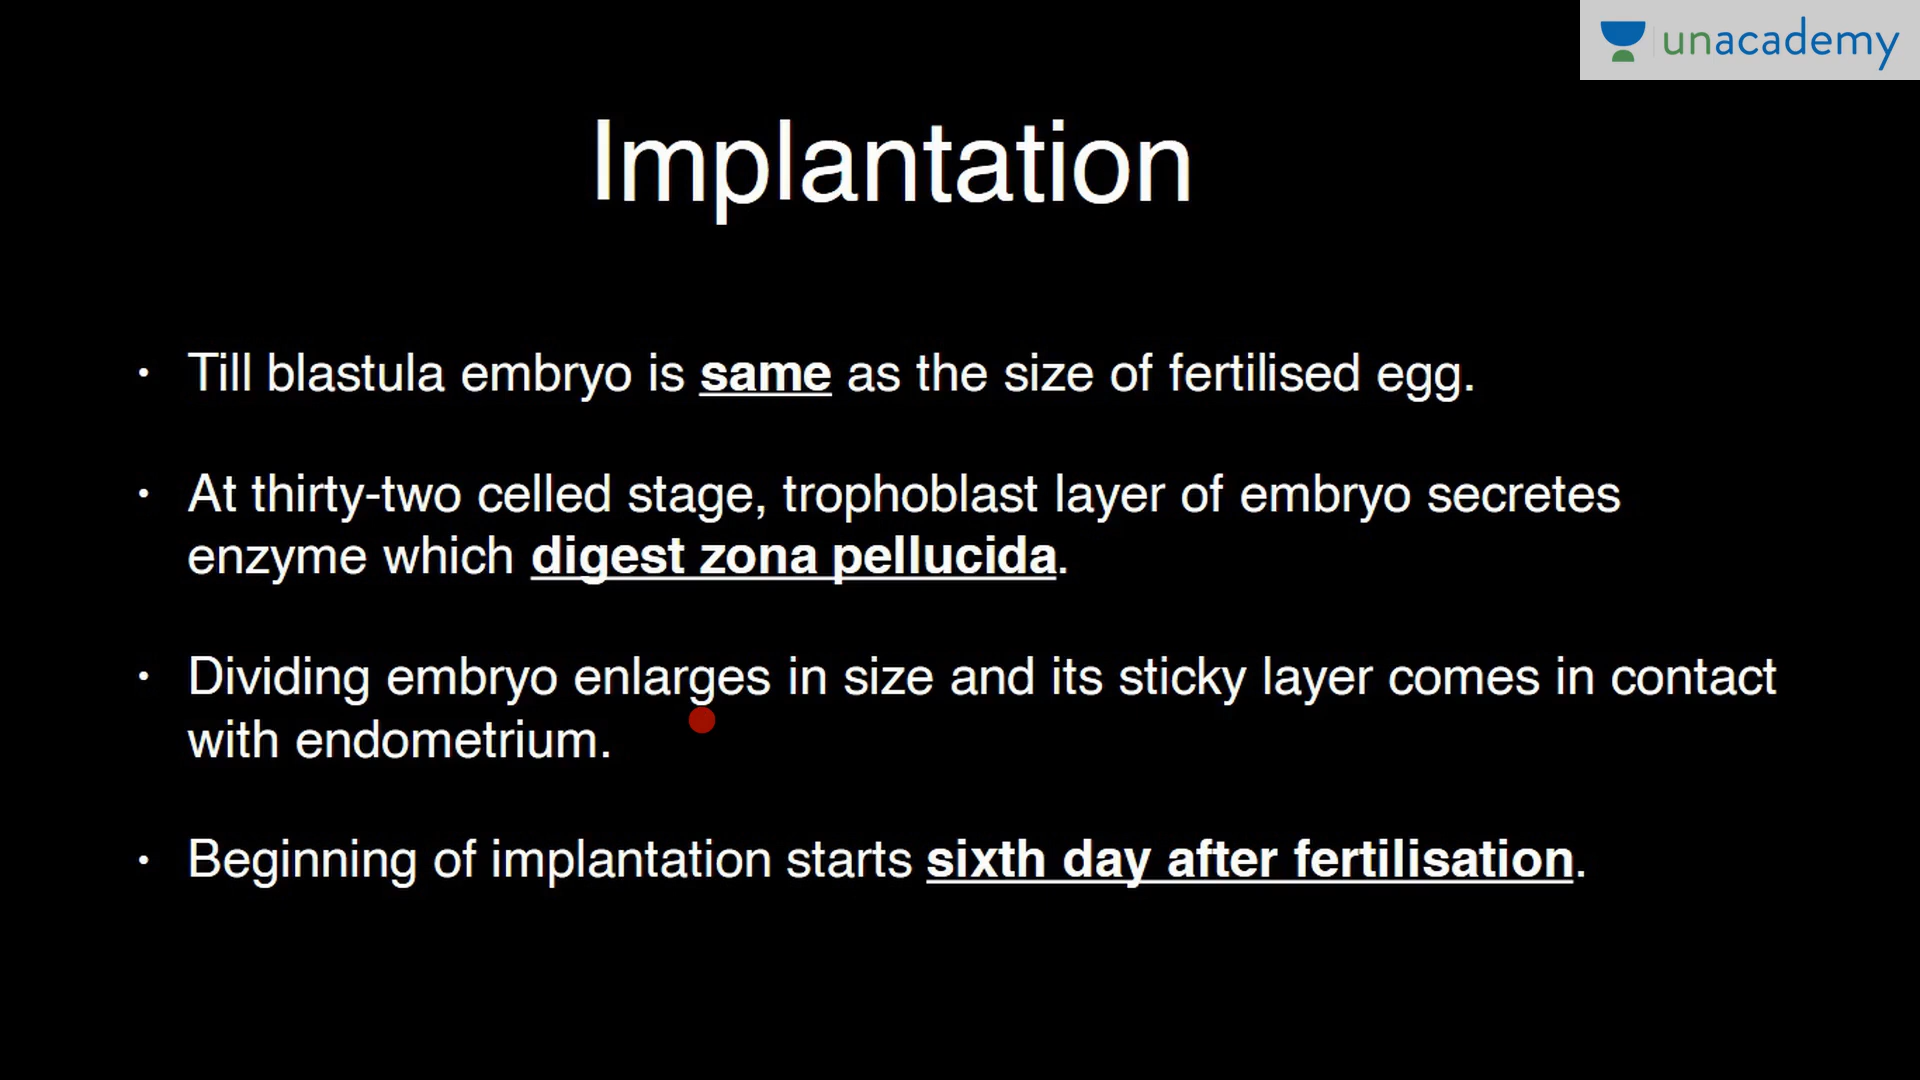 unacademy
Implantation
• Till blastula embryo is same as the size of fertilised egg.
• At thirty-two celled stage, trophoblast layer of embryo secretes
enzyme which digest zona pellucida.
• Dividing embryo enlarges in size and its sticky layer comes in contact
with endometrium.
• Beginning of implantation starts sixth day after fertilisation.